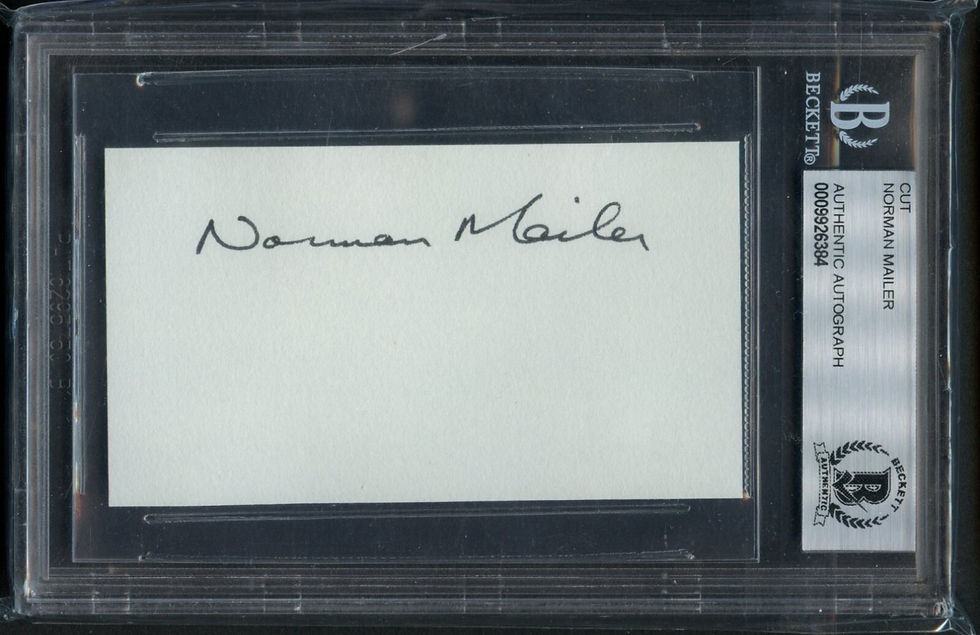 Norman Mailer
BECKETT®
B
CUT
NORMAN MAILER
AUTHENTIC AUTOGRAPH
0009926384
BECKETT
B
AUTHENTIC